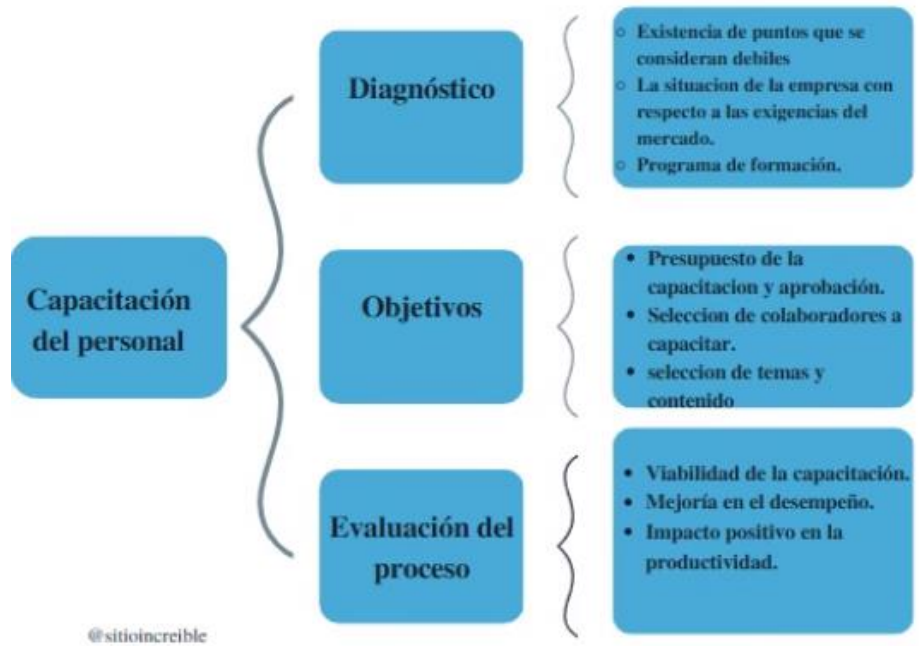 Capacitación
del personal
Diagnóstico
○ Existencia de puntos que se
consideran debiles
○ La situacion de la empresa con
respecto a las exigencias del
mercado.
○ Programa de formación.
Objetivos
• Presupuesto de la
capacitacion y aprobación.
• Seleccion de colaboradores a
capacitar.
• seleccion de temas y
contenido
Evaluación del
proceso
• Viabilidad de la capacitación.
• Mejoría en el desempeño.
• Impacto positivo en la
productividad.
@sitioincreible